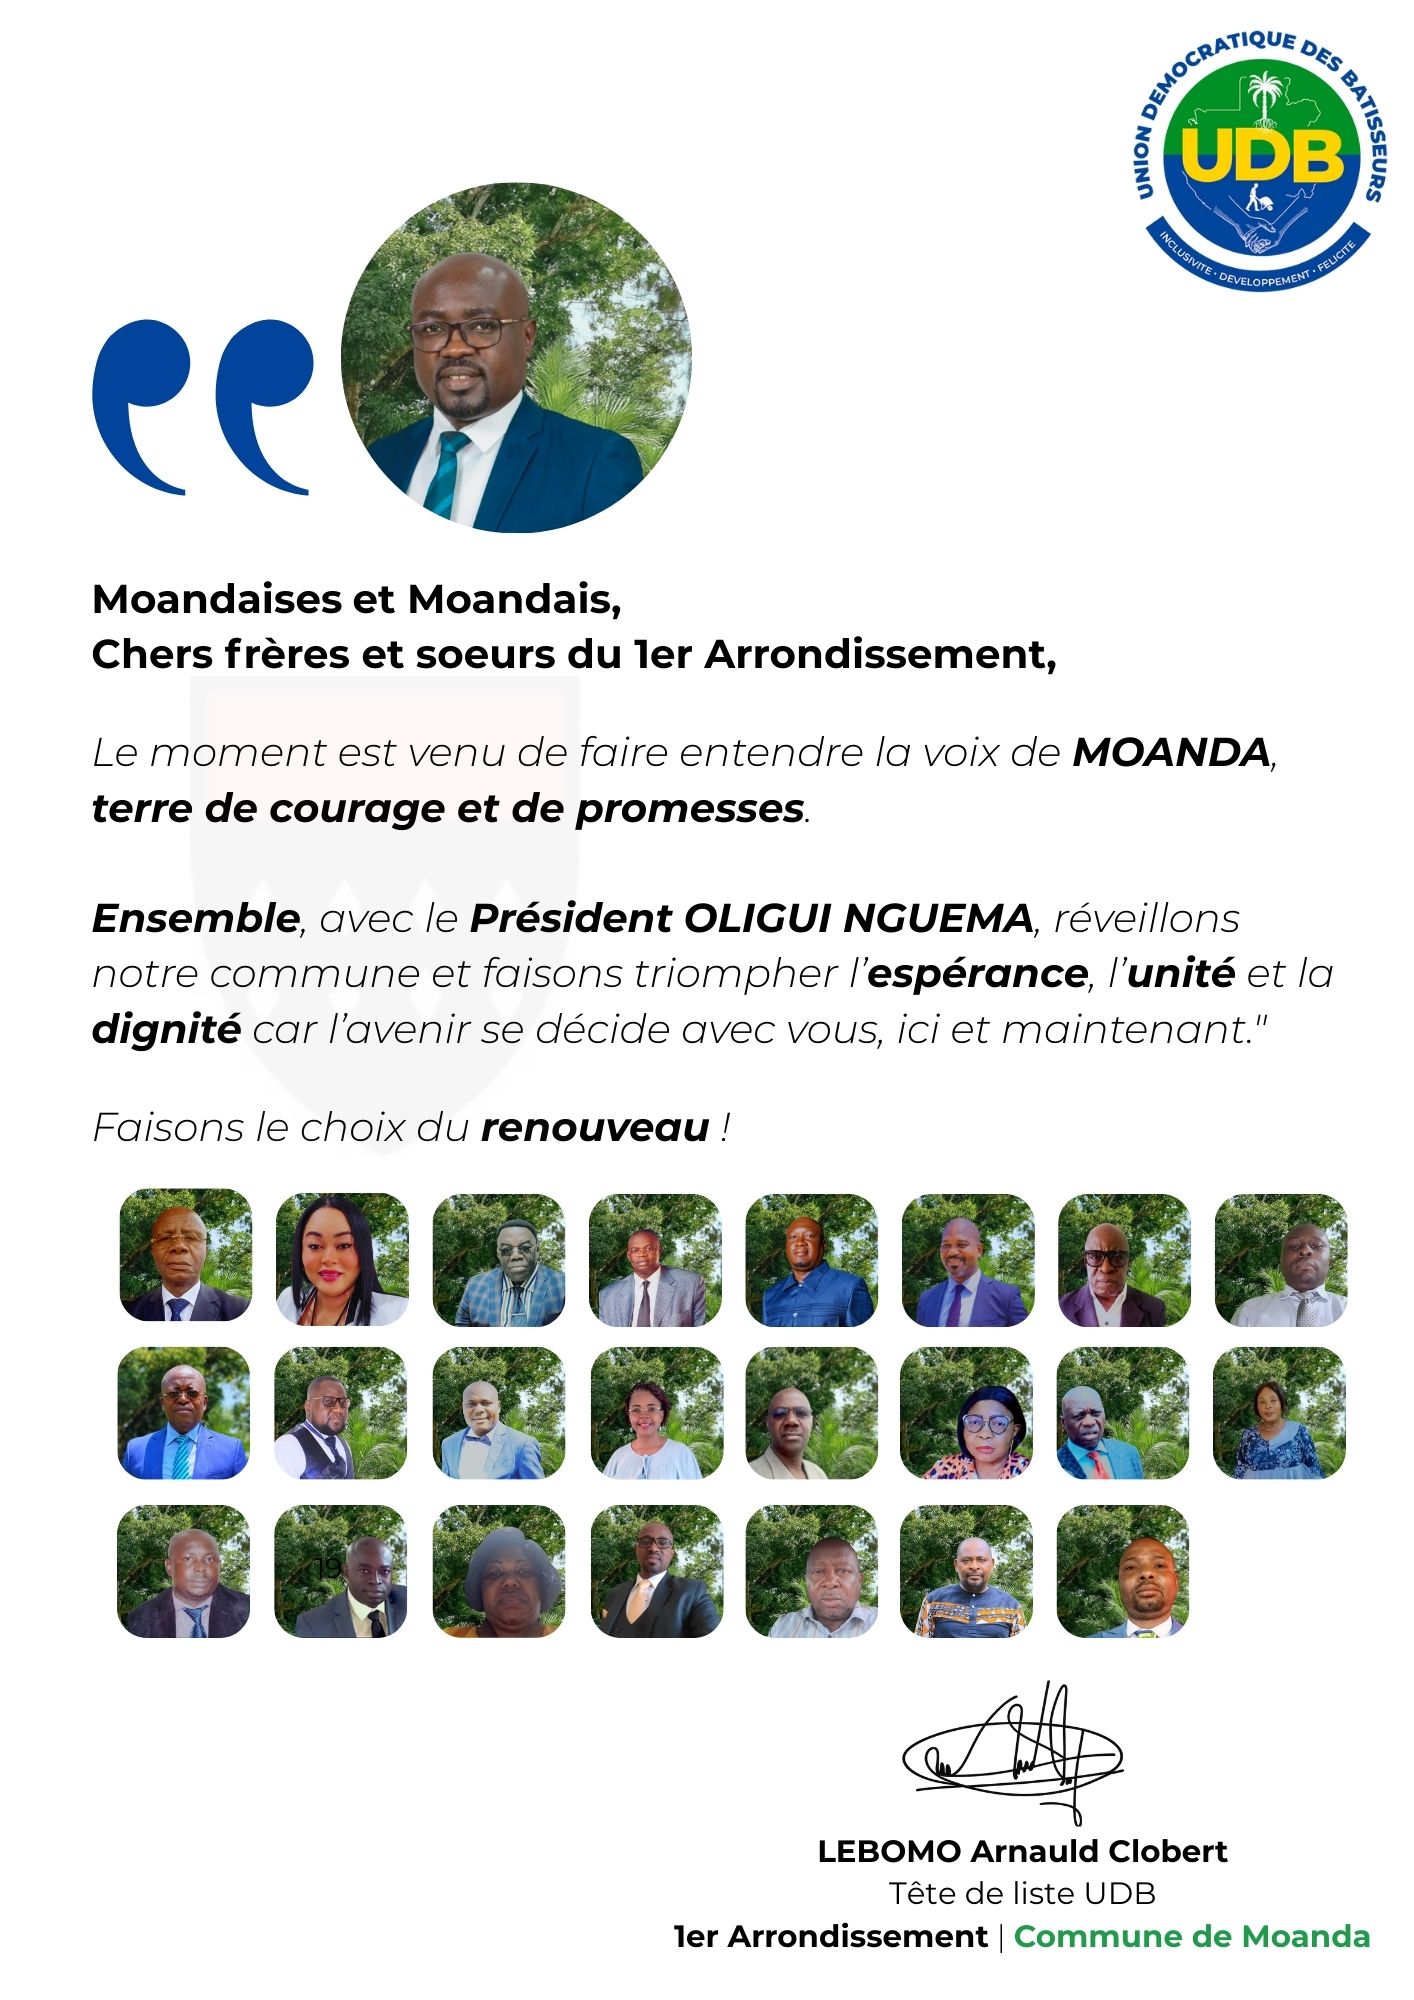 UNION DEMOCRATIQUE DES BATISSEURS
UDB
INCLUSIVITE • DEVELOPPEMENT • FELICITE
Moandaises et Moandais,
Chers frères et soeurs du 1er Arrondissement,
Le moment est venu de faire entendre la voix de MOANDA,
terre de courage et de promesses.
Ensemble, avec le Président OLIGUI NGUEMA, réveillons
notre commune et faisons triompher l’espérance, l’unité et la
dignité car l’avenir se décide avec vous, ici et maintenant."
Faisons le choix du renouveau !
19
LEBOMO Arnauld Clobert
Tête de liste UDB
1er Arrondissement | Commune de Moanda